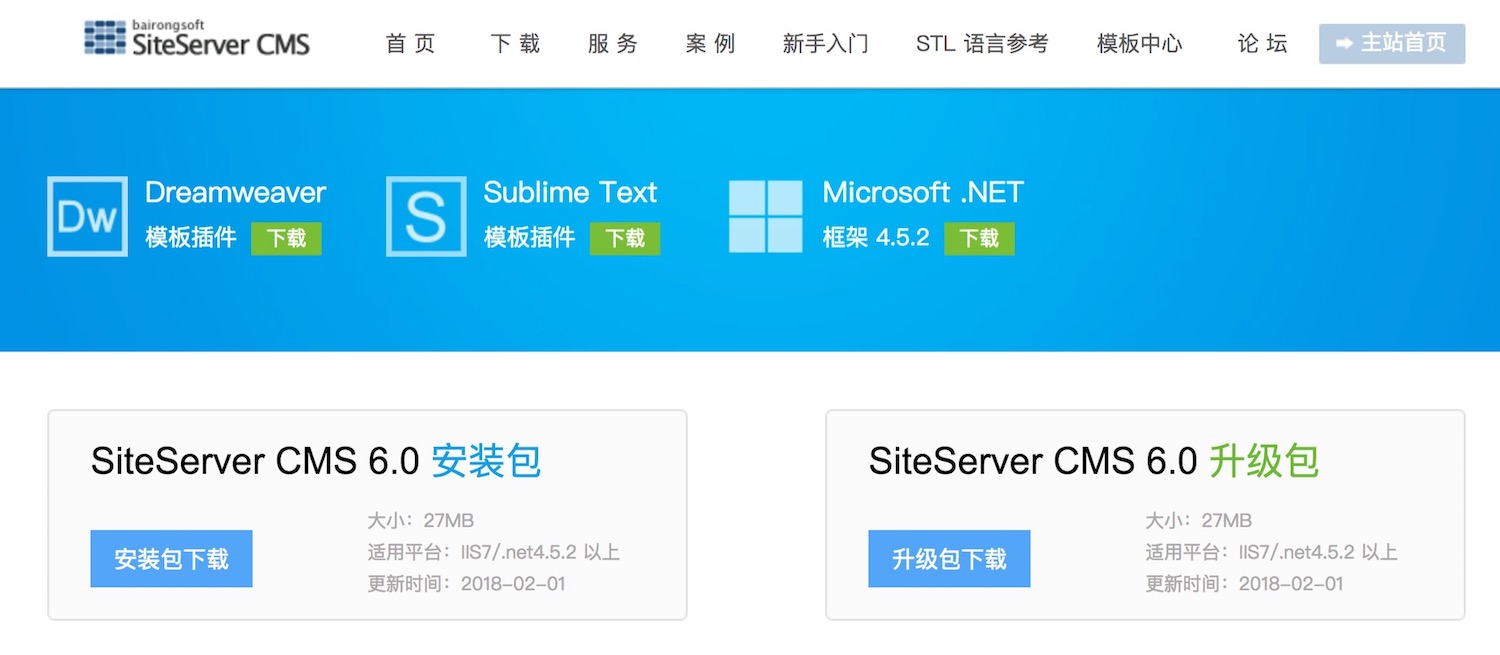 bairongsoft
SiteServer CMS
首 页 下 载 服 务 案 例 新手入门 STL 语言参考 模板中心 论 坛 主站首页
Dw
Dreamweaver
模板插件 下载
S
Sublime Text
模板插件 下载
Microsoft .NET
框架 4.5.2 下载
SiteServer CMS 6.0 安装包
安装包下载
大小：27MB
适用平台：IIS7/.net4.5.2 以上
更新时间：2018-02-01
SiteServer CMS 6.0 升级包
升级包下载
大小：27MB
适用平台：IIS7/.net4.5.2 以上
更新时间：2018-02-01